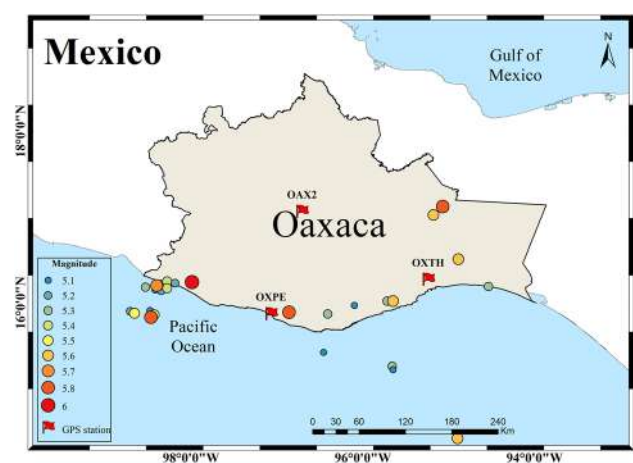 Mexico
Gulf of
Mexico
N
18°0'0"N
16°0'0"N
OAX2
Oaxaca
OXTH
OXPE
Pacific
Ocean
Magnitude
5.1
5.2
5.3
5.4
5.5
5.6
5.7
5.8
6
GPS station
0 30 60 120 180 240
Km
98°0'0"W
96°0'0"W
94°0'0"W